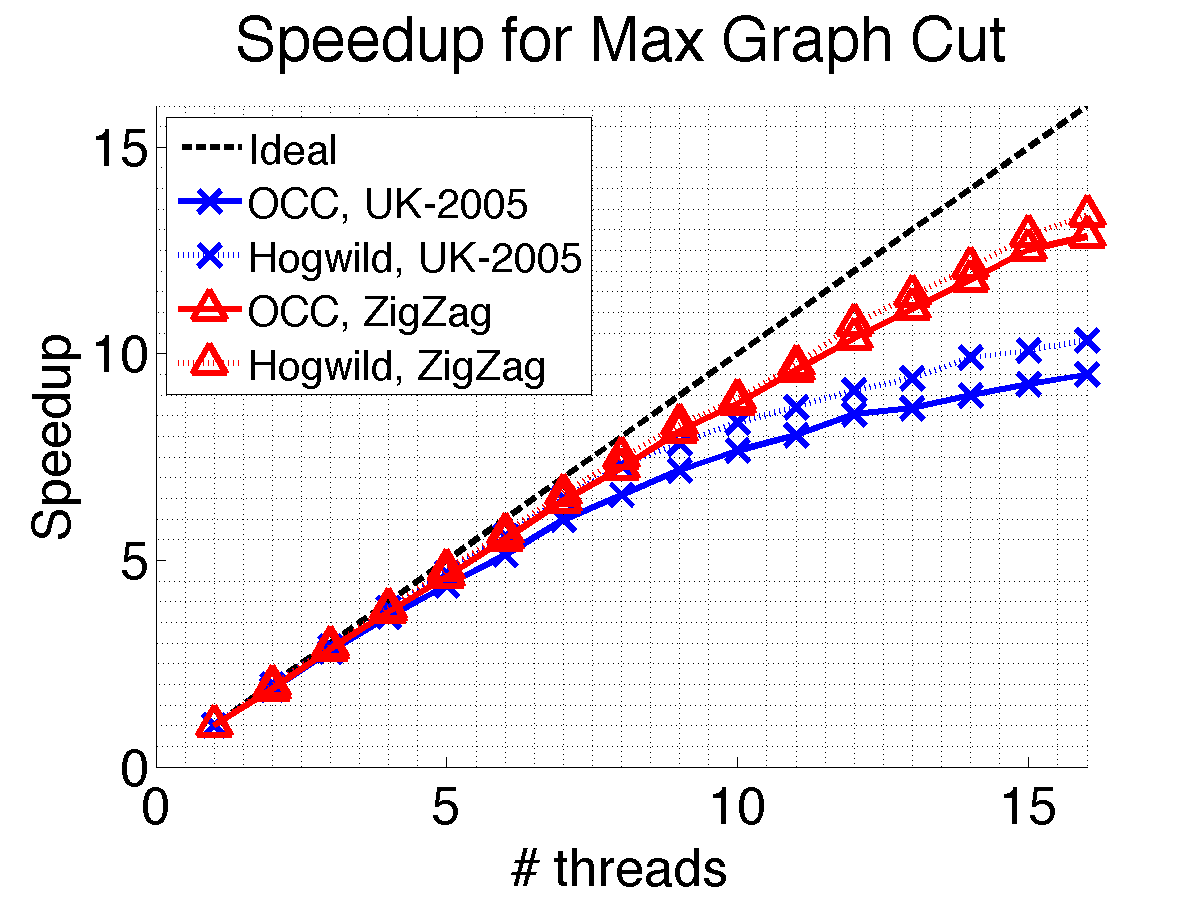 Speedup for Max Graph Cut
Ideal
OCC, UK-2005
Hogwild, UK-2005
OCC, ZigZag
Hogwild, ZigZag
15
10
5
0
Speedup
0 5 10 15
# threads